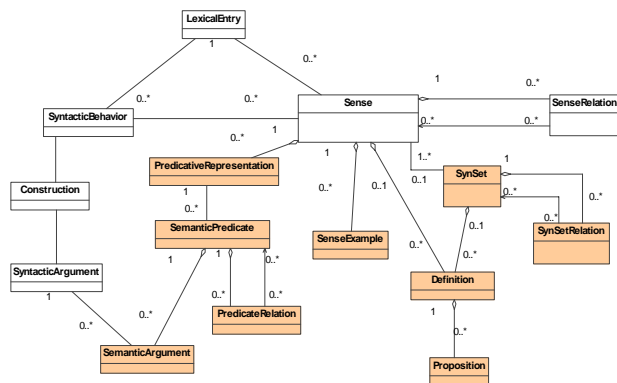 LexicalEntry
1
0..*
0..*
1
0..*
0..*
0..*
Sense
SenseRelation
SyntacticBehavior
0..*
1
0..*
0..*
1
1..*
PredicativeRepresentation
0..*
0..1
0..1
SynSet
1
Construction
1
0..*
0..*
0..*
0..*
SemanticPredicate
0..1
SynSetRelation
SenseExample
1
1
0..*
0..*
0..*
SyntacticArgument
Definition
1
0..*
0..*
1
0..*
0..*
PredicateRelation
0..*
SemanticArgument
Proposition